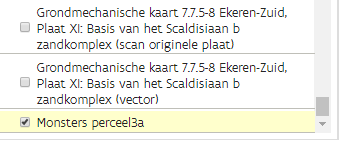 Grondmechanische kaart 7.7.5-8 Ekeren-Zuid,
Plaat XI: Basis van het Scaldisiaan b
zandkomplex (scan originele plaat)
Grondmechanische kaart 7.7.5-8 Ekeren-Zuid,
Plaat XI: Basis van het Scaldisiaan b
zandkomplex (vector)
Monsters perceel3a